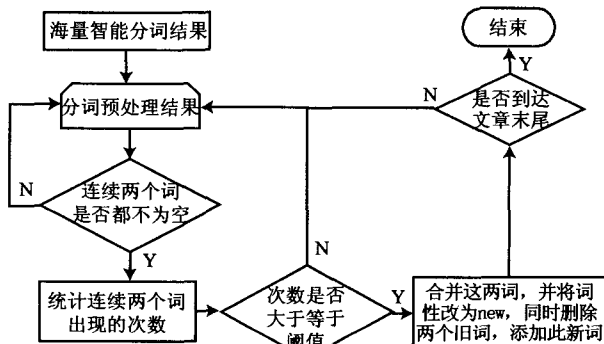 海量智能分词结果
结束
Y
分词预处理结果
N
是否到达
文章末尾
N
连续两个词
是否都不为空
Y
N
统计连续两个词
出现的次数
次数是否
大于等于
阈值
Y
合并这两词，并将词
性改为new，同时删除
两个旧词，添加此新词